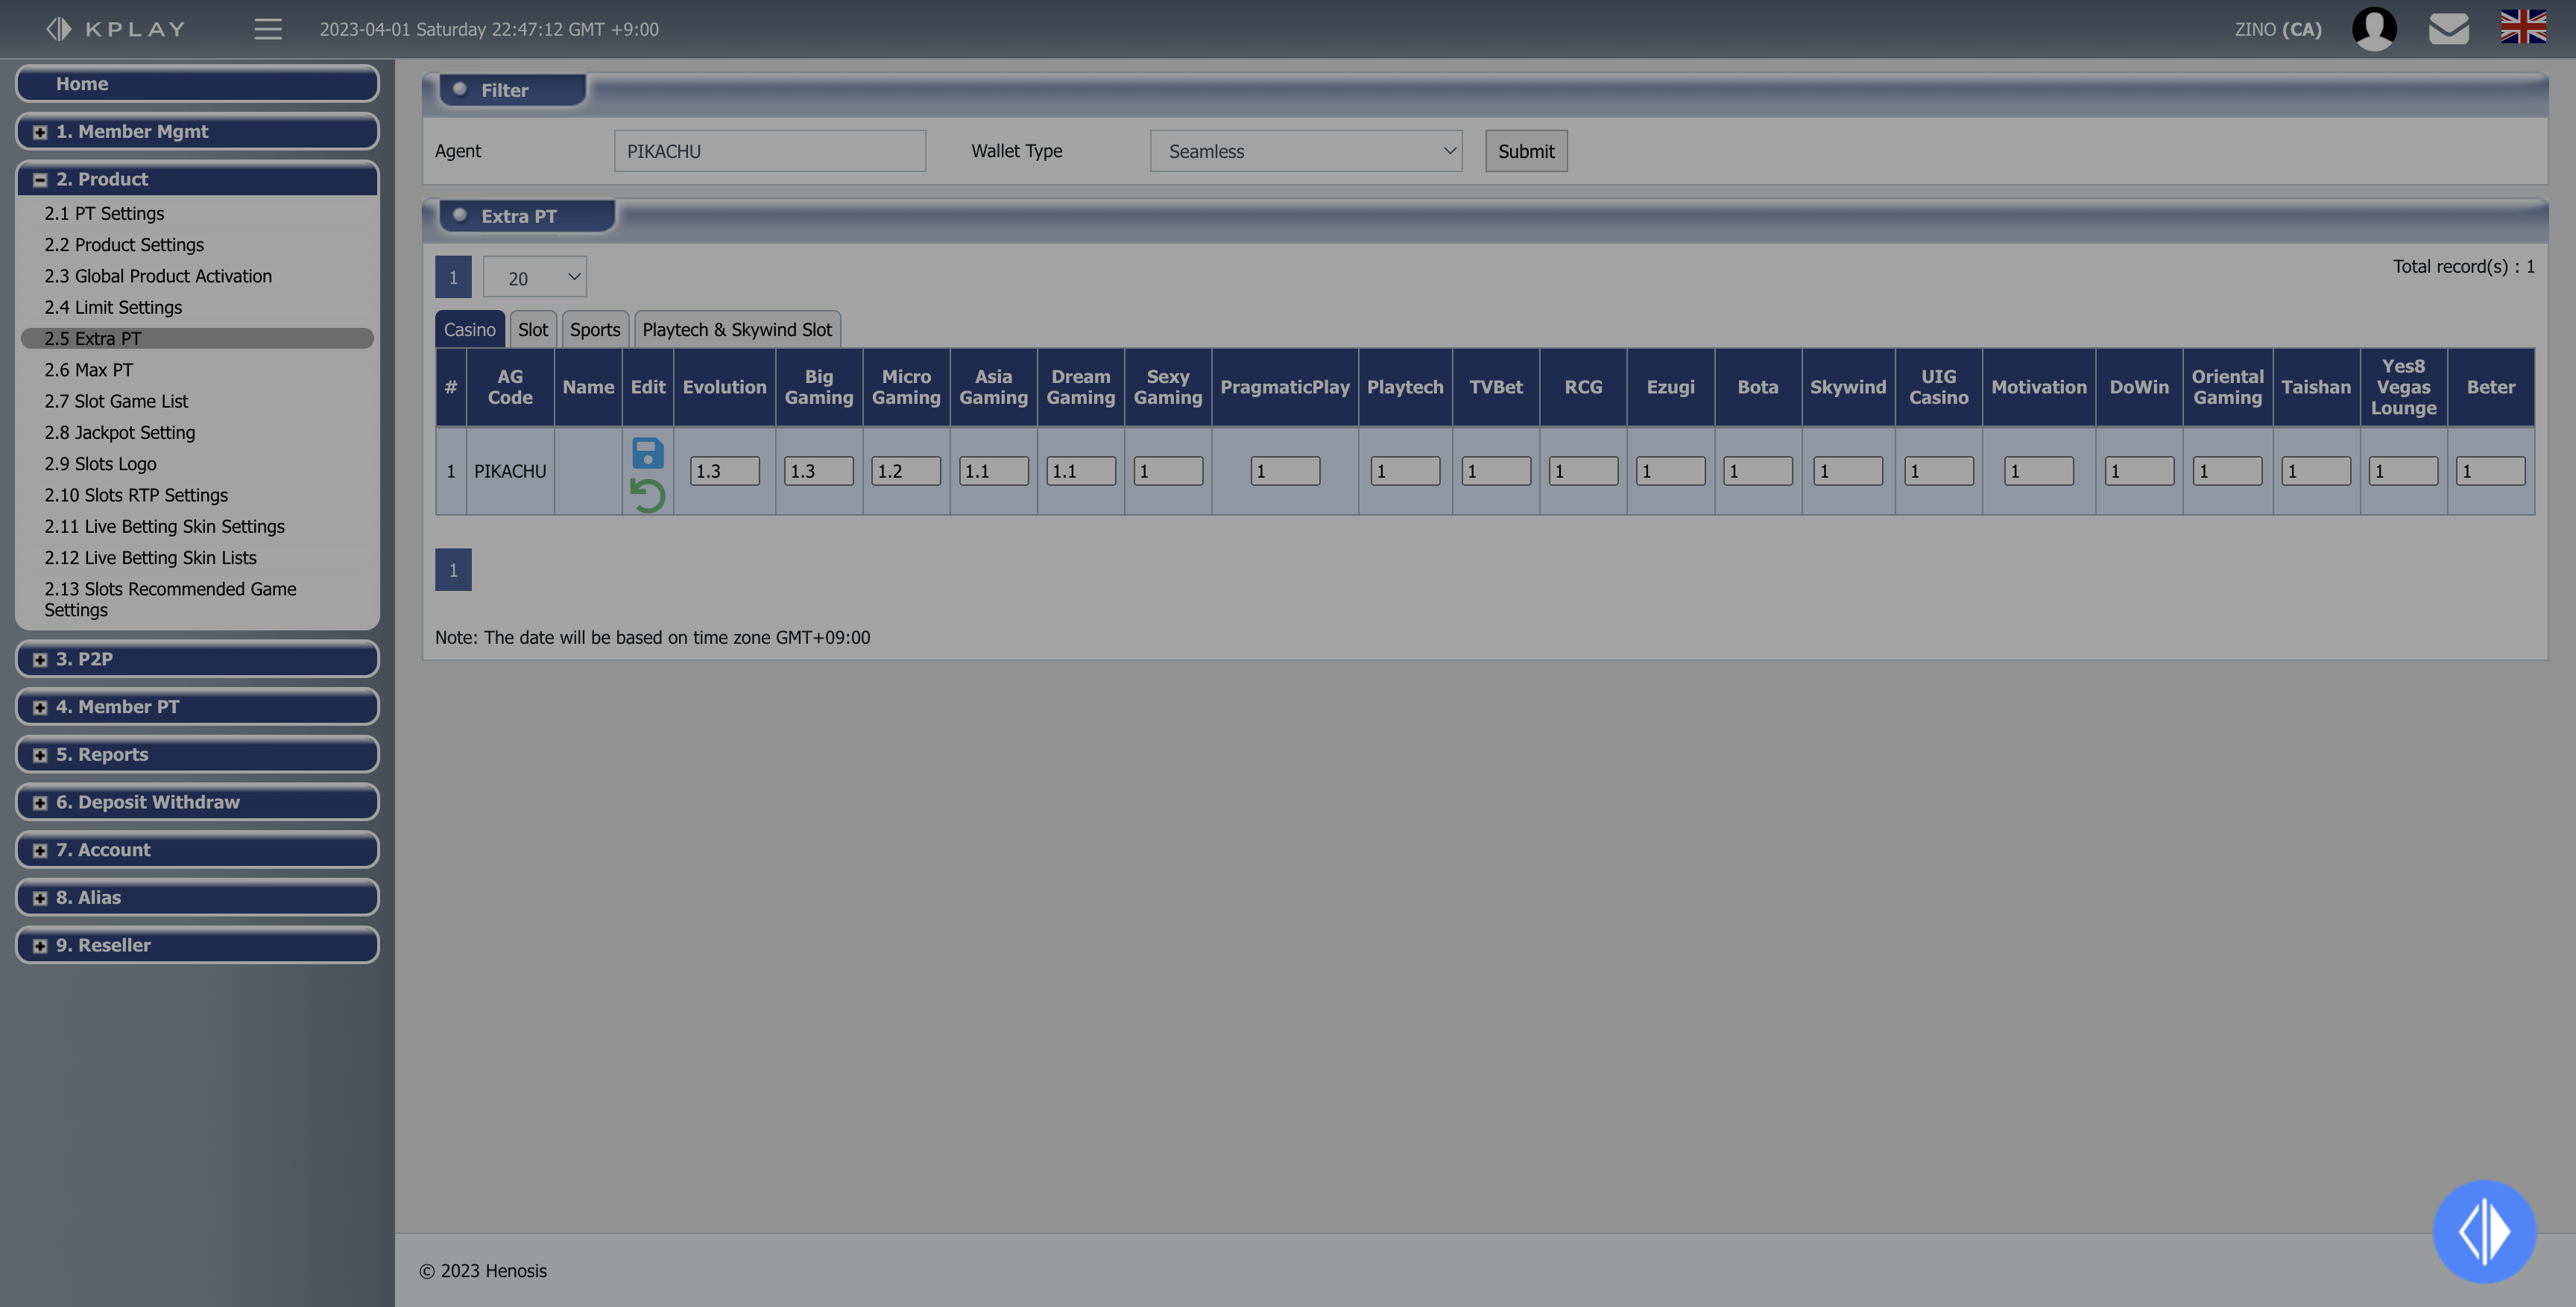 KPLAY
2023-04-01 Saturday 22:47:12 GMT +9:00
ZINO (CA)
Home
1. Member Mgmt
2. Product
2.1 PT Settings
2.2 Product Settings
2.3 Global Product Activation
2.4 Limit Settings
2.5 Extra PT
2.6 Max PT
2.7 Slot Game List
2.8 Jackpot Setting
2.9 Slots Logo
2.10 Slots RTP Settings
2.11 Live Betting Skin Settings
2.12 Live Betting Skin Lists
2.13 Slots Recommended Game
Settings
3. P2P
4. Member PT
5. Reports
6. Deposit Withdraw
7. Account
8. Alias
9. Reseller
Filter
Agent PIKACHU Wallet Type Seamless Submit
Extra PT
1 20 Total record(s) : 1
Casino Slot Sports Playtech & Skywind Slot
# AG Code Name Edit Evolution Big Gaming Micro Gaming Asia Gaming Dream Gaming Sexy Gaming PragmaticPlay Playtech TVBet RCG Ezugi Bota Skywind UIG Casino Motivation DoWin Oriental Gaming Taishan Yes8 Vegas Lounge Beter
1 PIKACHU 1.3 1.3 1.2 1.1 1.1 1 1 1 1 1 1 1 1 1 1 1 1 1 1 1
1
Note: The date will be based on time zone GMT+09:00
© 2023 Henosis